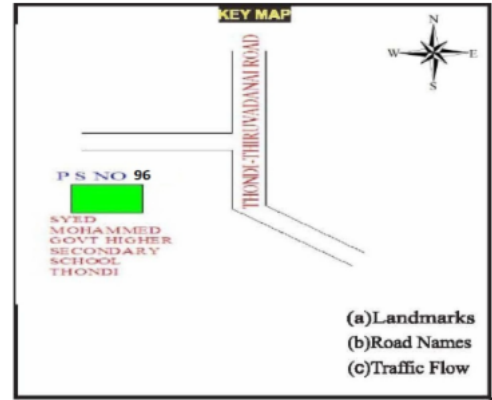 KEY MAP
N
W E
S
THONDI-THIRUVADANAI ROAD
P S NO 96
SYED
MOHAMMED
GOVT HIGHER
SECONDARY
SCHOOL
THONDI
(a)Landmarks
(b)Road Names
(c)Traffic Flow